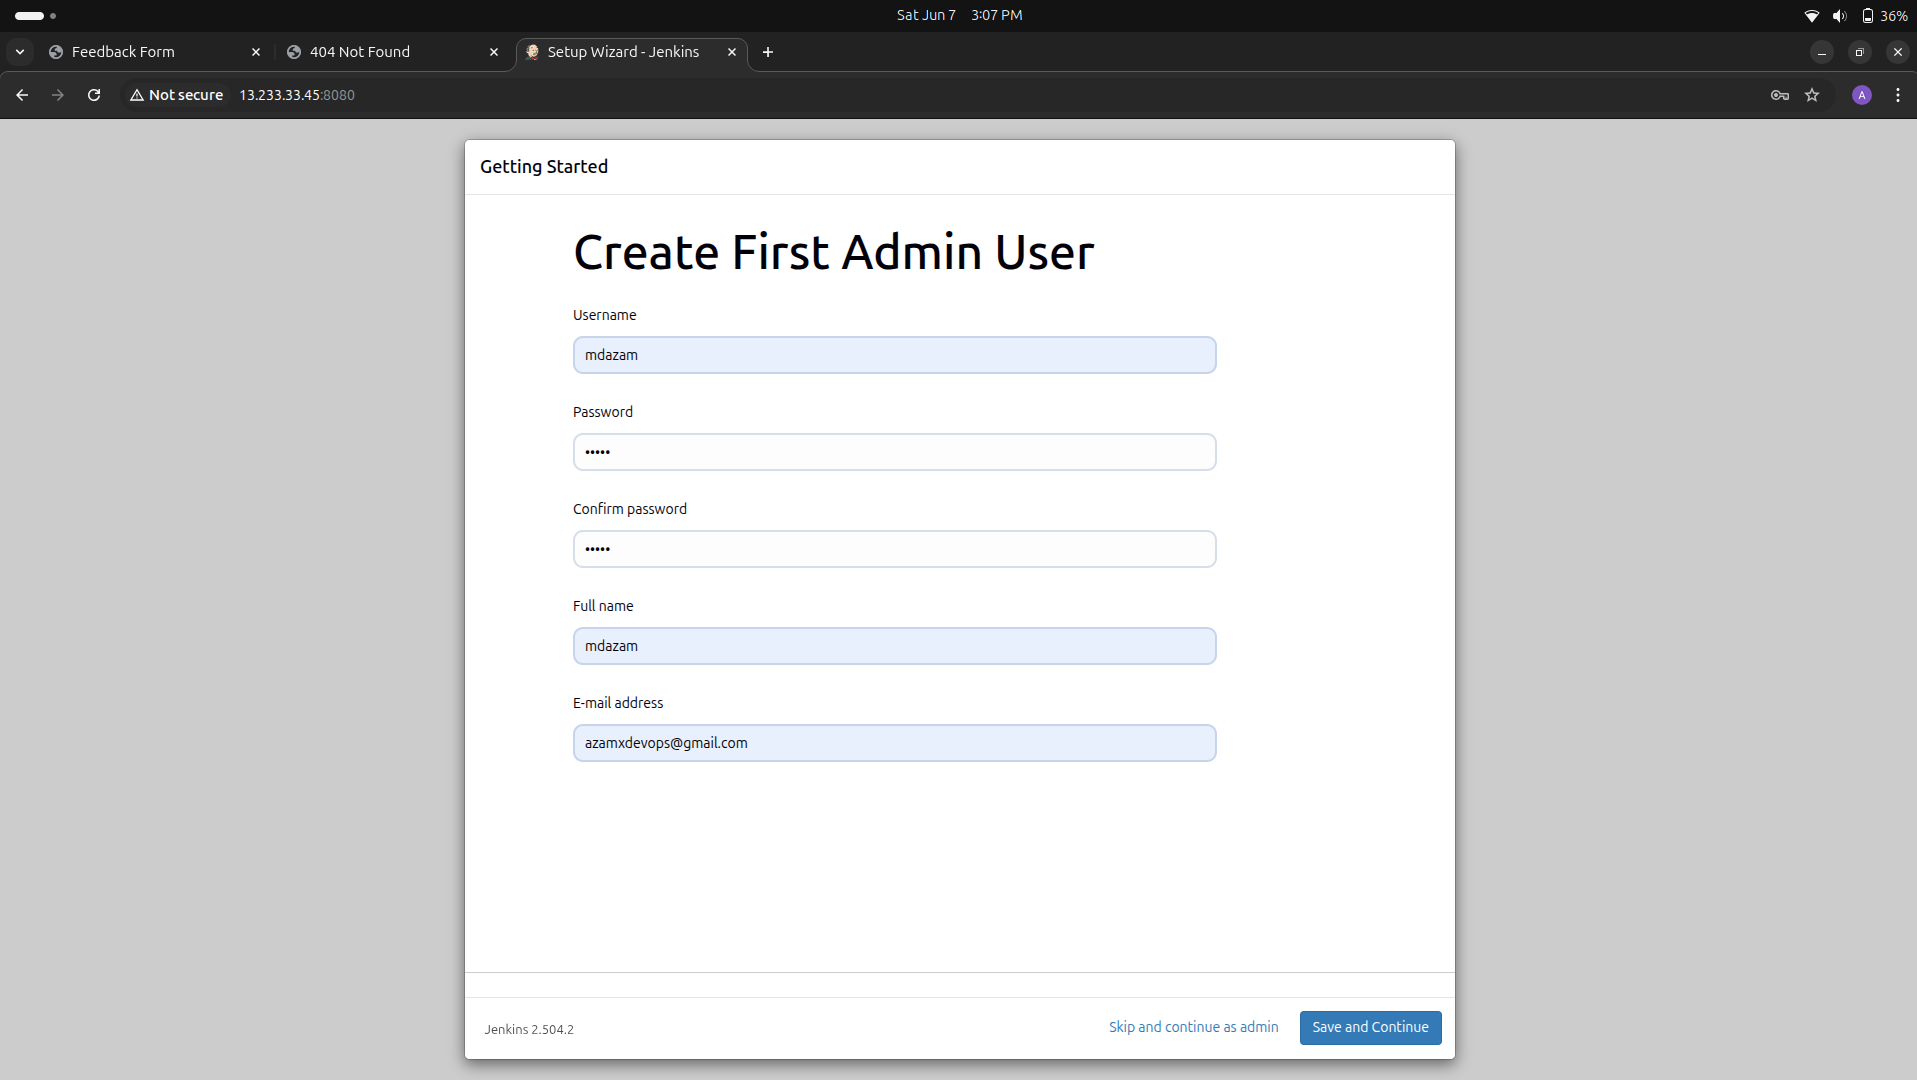 Sat Jun 7 3:07 PM
36%
Feedback Form
404 Not Found
Setup Wizard - Jenkins
Not secure 13.233.33.45:8080
A
Getting Started
Create First Admin User
Username
mdazam
Password
•••••
Confirm password
•••••
Full name
mdazam
E-mail address
azamxdevops@gmail.com
Jenkins 2.504.2
Skip and continue as admin
Save and Continue